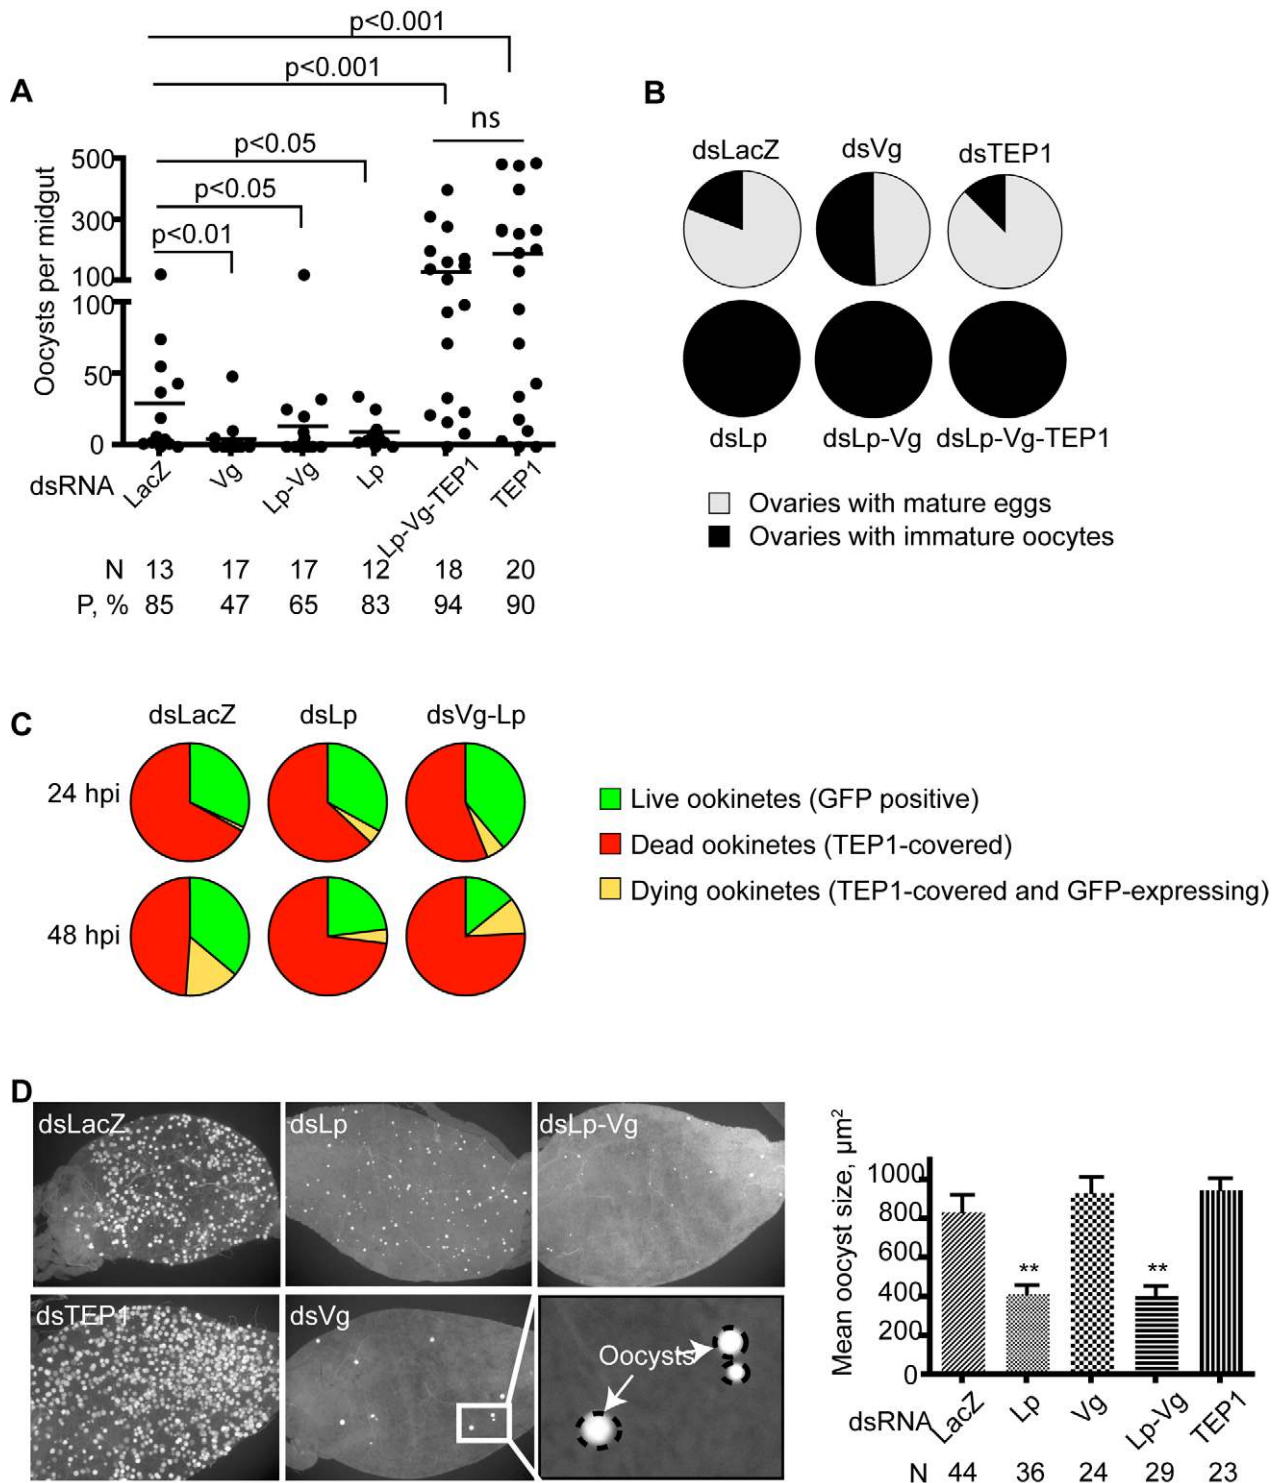 A
p<0.001
p<0.001
ns
p<0.05
p<0.05
p<0.01
Oocysts per midgut
500
300
100
100
50
0
dsRNA
LacZ
Vg
Lp-Vg
Lp
Lp-Vg-TEP1
TEP1
N 13 17 17 12 18 20
P, % 85 47 65 83 94 90
B
dsLacZ dsVg dsTEP1
dsLp dsLp-Vg dsLp-Vg-TEP1
Ovaries with mature eggs
Ovaries with immature oocytes
C
dsLacZ dsLp dsVg-Lp
24 hpi
48 hpi
Live ookinetes (GFP positive)
Dead ookinetes (TEP1-covered)
Dying ookinetes (TEP1-covered and GFP-expressing)
D
dsLacZ
dsLp
dsLp-Vg
dsTEP1
dsVg
Oocysts
Mean oocyst size, µm²
1000
800
600
400
200
0
**
**
dsRNA
LacZ
Lp
Vg
Lp-Vg
TEP1
N 44 36 24 29 23